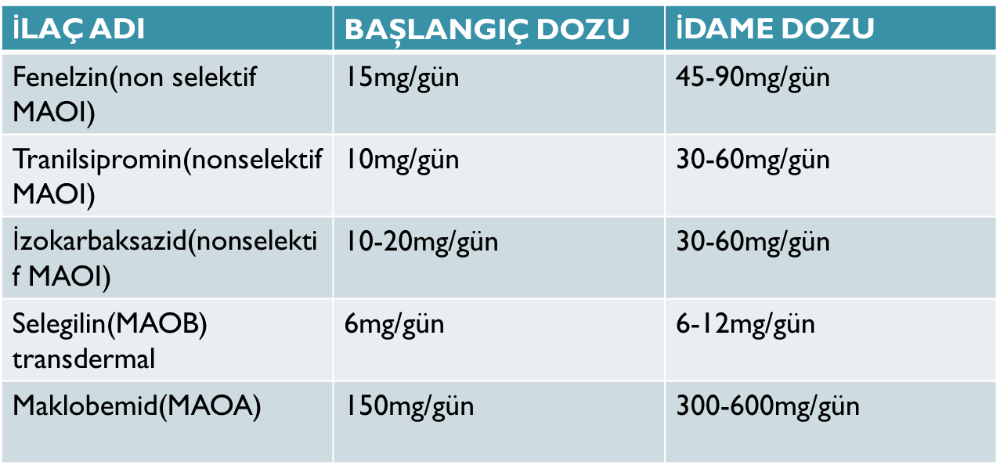 İLAÇ ADI BAŞLANGIÇ DOZU İDAME DOZU
Fenelzin(non selektif 15mg/gün 45-90mg/gün
MAOI)
Tranilsipromin(nonselektif 10mg/gün 30-60mg/gün
MAOI)
İzokarbaksazid(nonselekti 10-20mg/gün 30-60mg/gün
f MAOI)
Selegilin(MAOB) 6mg/gün 6-12mg/gün
transdermal
Maklobemid(MAOA) 150mg/gün 300-600mg/gün